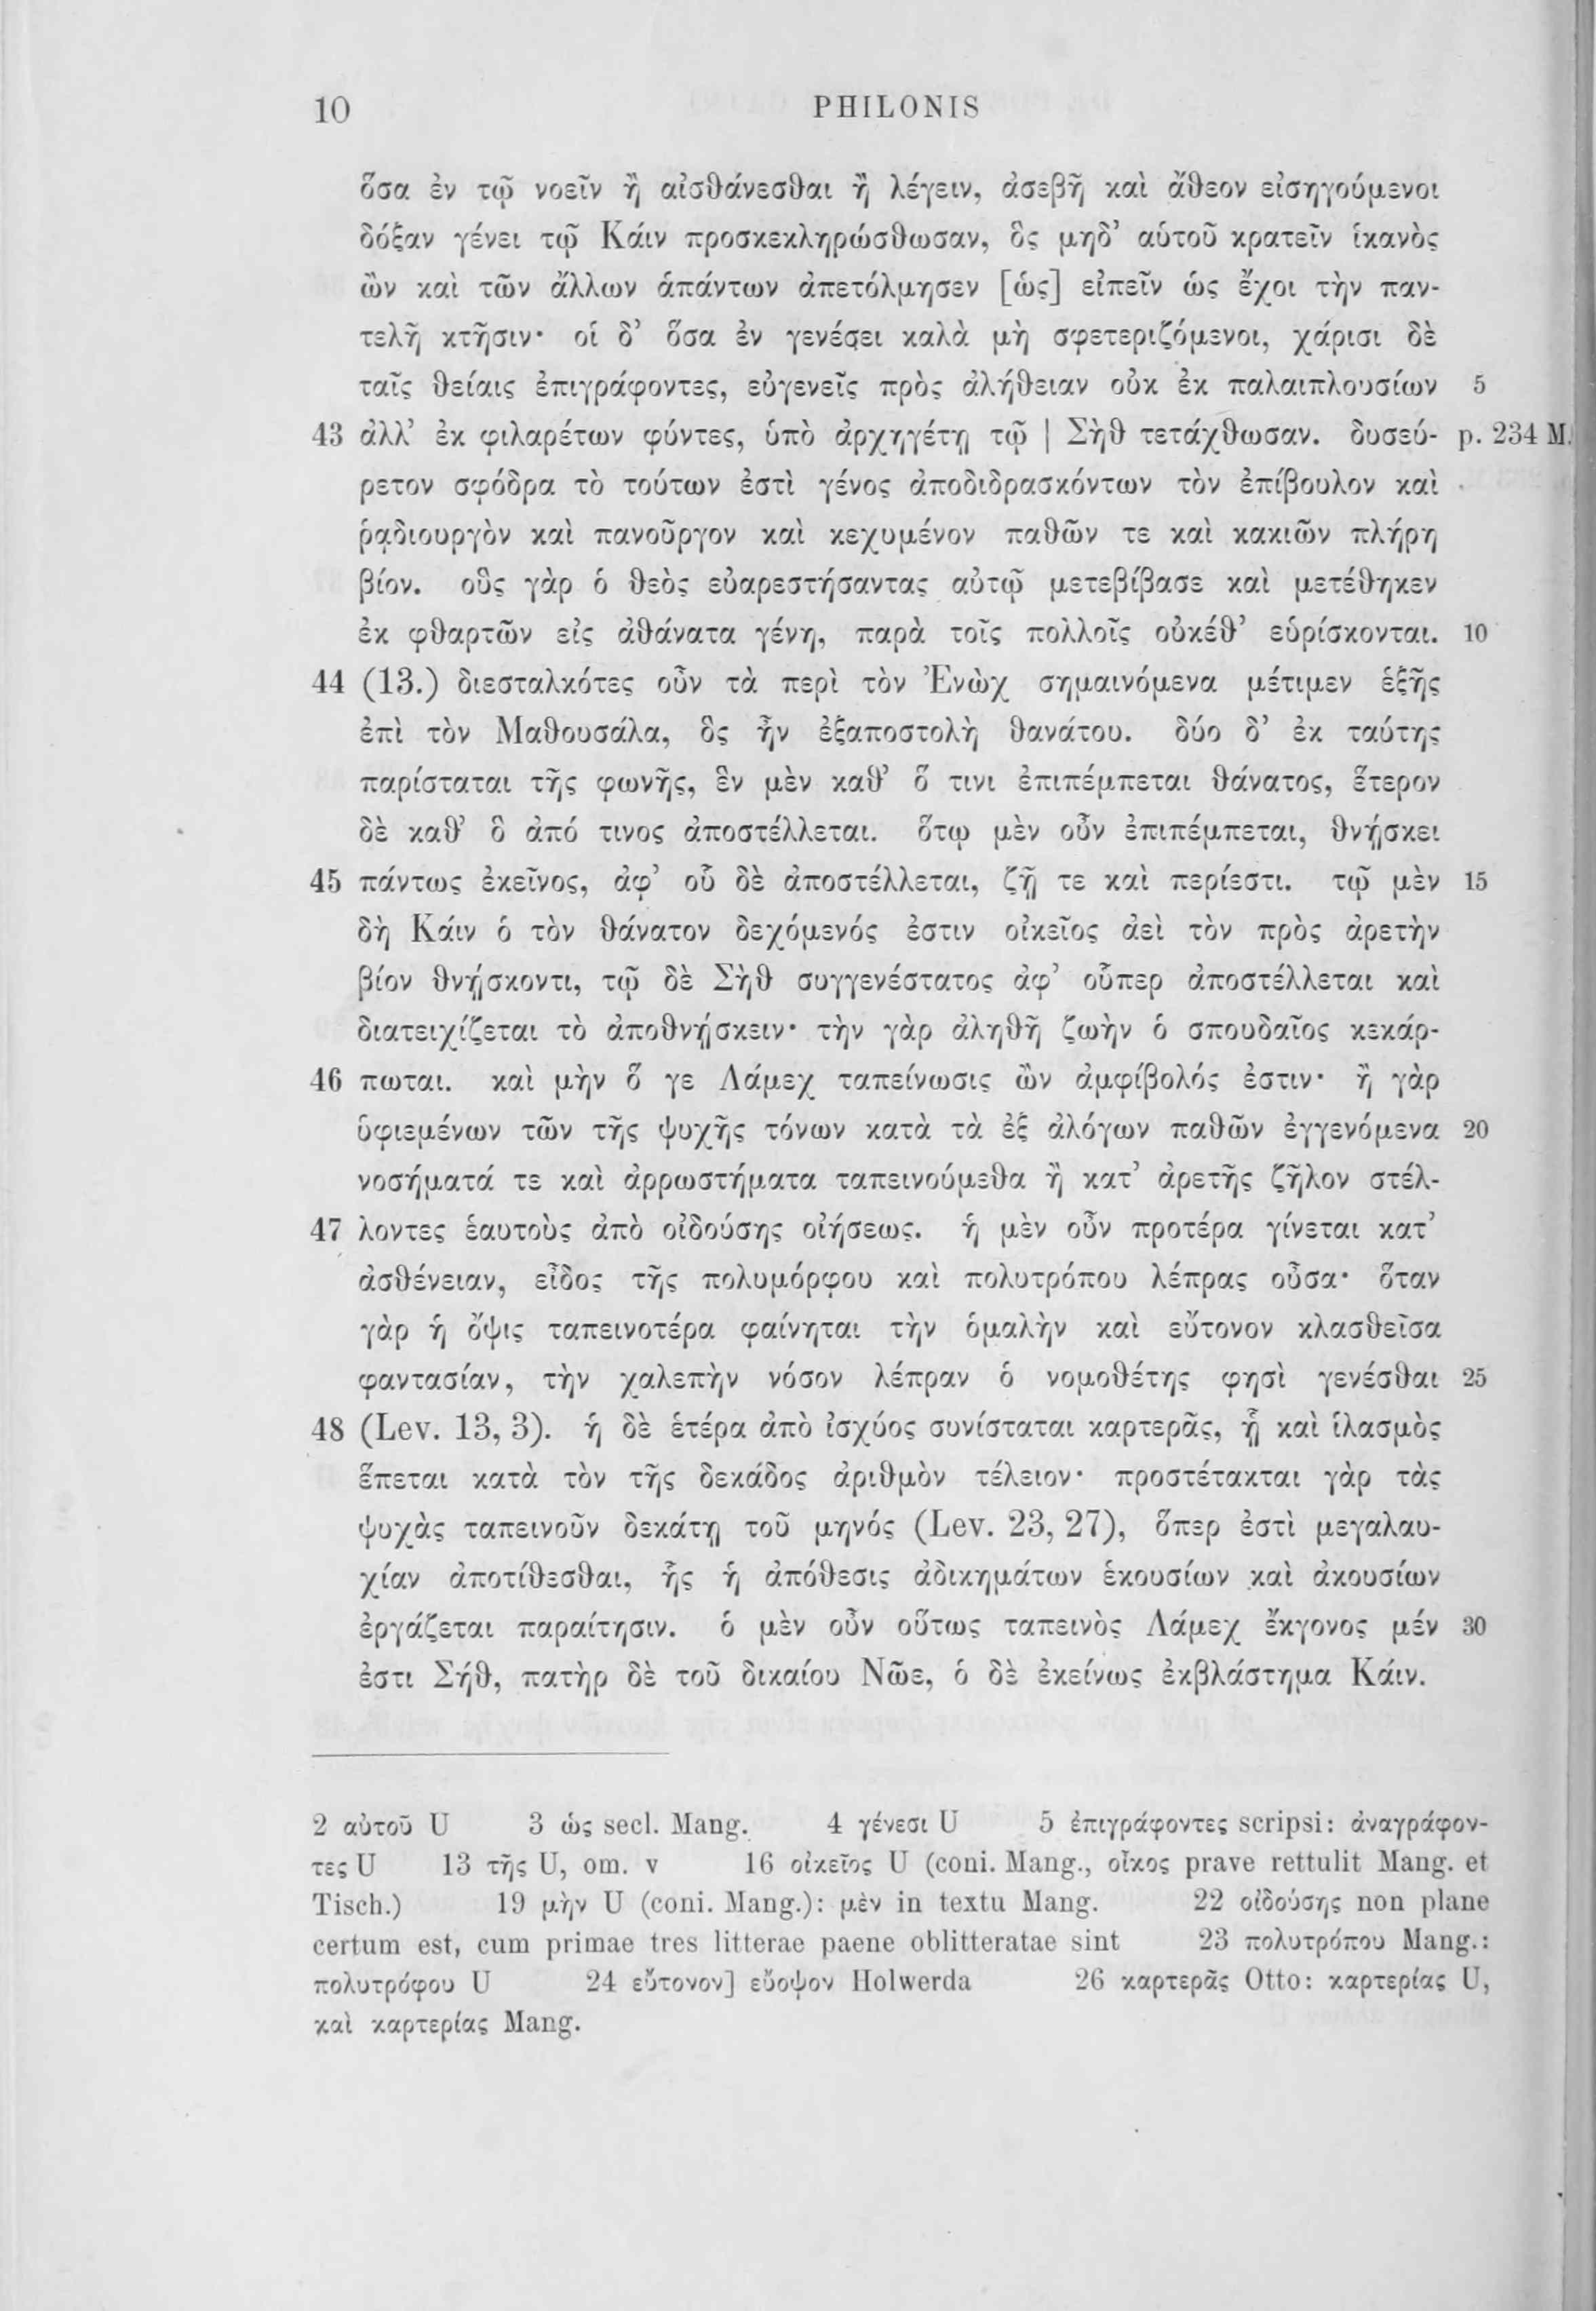 10 PHILONIS
ὅσα ἐν τῷ νοεῖν ἢ αἰσθάνεσθαι ἢ λέγειν, ἀσεβῆ καὶ ἄθεον εἰσηγούμενοι
δόξαν γένει τῷ Κάιν προσκεκληρώσθωσαν, ὃς μηδ’ αὑτοῦ κρατεῖν ἱκανὸς
ὢν καὶ τῶν ἄλλων ἁπάντων ἀπετόλμησεν [ὡς] εἰπεῖν ὡς ἔχοι τὴν παν-
τελῆ κτῆσιν· οἱ δ’ ὅσα ἐν γενέσει καλὰ μὴ σφετεριζόμενοι, χάρισι δὲ
ταῖς θείαις ἐπιγράφοντες, εὐγενεῖς πρὸς ἀλήθειαν οὐκ ἐκ παλαιπλουσίων 5
43 ἀλλ’ ἐκ φιλαρέτων φύντες, ὑπὸ ἀρχηγέτῃ τῷ | Σὴθ τετάχθωσαν. δυσεύ- p. 234 M.
ρετον σφόδρα τὸ τούτων ἐστὶ γένος ἀποδιδρασκόντων τὸν ἐπίβουλον καὶ
ῥᾳδιουργὸν καὶ πανοῦργον καὶ κεχυμένον παθῶν τε καὶ κακιῶν πλήρη
βίον. οὓς γὰρ ὁ θεὸς εὐαρεστήσαντας αὐτῷ μετεβίβασε καὶ μετέθηκεν
ἐκ φθαρτῶν εἰς ἀθάνατα γένη, παρὰ τοῖς πολλοῖς οὐκέθ’ εὑρίσκονται. 10
44 (13.) διεσταλκότες οὖν τὰ περὶ τὸν Ἐνὼχ σημαινόμενα μέτιμεν ἑξῆς
ἐπὶ τὸν Μαθουσάλα, ὃς ἦν ἐξαποστολὴ θανάτου. δύο δ’ ἐκ ταύτης
παρίσταται τῆς φωνῆς, ἓν μὲν καθ’ ὅ τινι ἐπιπέμπεται θάνατος, ἕτερον
δὲ καθ’ ὃ ἀπό τινος ἀποστέλλεται. ὅτῳ μὲν οὖν ἐπιπέμπεται, θνῄσκει
45 πάντως ἐκεῖνος, ἀφ’ οὗ δὲ ἀποστέλλεται, ζῇ τε καὶ περίεστι. τῷ μὲν 15
δὴ Κάιν ὁ τὸν θάνατον δεχόμενός ἐστιν οἰκεῖος ἀεὶ τὸν πρὸς ἀρετὴν
βίον θνῄσκοντι, τῷ δὲ Σὴθ συγγενέστατος ἀφ’ οὗπερ ἀποστέλλεται καὶ
διατειχίζεται τὸ ἀποθνῄσκειν· τὴν γὰρ ἀληθῆ ζωὴν ὁ σπουδαῖος κεκάρ-
46 πωται. καὶ μὴν ὅ γε Λάμεχ ταπείνωσις ὢν ἀμφίβολός ἐστιν· ἢ γὰρ
ὑφιεμένων τῶν τῆς ψυχῆς τόνων κατὰ τὰ ἐξ ἀλόγων παθῶν ἐγγενόμενα 20
νοσήματά τε καὶ ἀρρωστήματα ταπεινούμεθα ἢ κατ’ ἀρετῆς ζῆλον στέλ-
47 λοντες ἑαυτοὺς ἀπὸ οἰδούσης οἰήσεως. ἡ μὲν οὖν προτέρα γίνεται κατ’
ἀσθένειαν, εἶδος τῆς πολυμόρφου καὶ πολυτρόπου λέπρας οὖσα· ὅταν
γὰρ ἡ ὄψις ταπεινοτέρα φαίνηται τὴν ὁμαλὴν καὶ εὔτονον κλασθεῖσα
φαντασίαν, τὴν χαλεπὴν νόσον λέπραν ὁ νομοθέτης φησὶ γενέσθαι 25
48 (Lev. 13, 3). ἡ δὲ ἑτέρα ἀπὸ ἰσχύος συνίσταται καρτερᾶς, ᾗ καὶ ἱλασμὸς
ἕπεται κατὰ τὸν τῆς δεκάδος ἀριθμὸν τέλειον· προστέτακται γὰρ τὰς
ψυχὰς ταπεινοῦν δεκάτῃ τοῦ μηνός (Lev. 23, 27), ὅπερ ἐστὶ μεγαλαυ-
χίαν ἀποτίθεσθαι, ἧς ἡ ἀπόθεσις ἀδικημάτων ἑκουσίων καὶ ἀκουσίων
ἐργάζεται παραίτησιν. ὁ μὲν οὖν οὕτως ταπεινὸς Λάμεχ ἔκγονος μέν 30
ἐστι Σήθ, πατὴρ δὲ τοῦ δικαίου Νῶε, ὁ δὲ ἐκείνως ἐκβλάστημα Κάιν.
2 αὐτοῦ U 3 ὡς secl. Mang. 4 γένεσι U 5 ἐπιγράφοντες scripsi: ἀναγράφον-
τες U 13 τῆς U, om. v 16 οἰκεῖος U (coni. Mang., οἶκος prave rettulit Mang. et
Tisch.) 19 μὴν U (coni. Mang.): μὲν in textu Mang. 22 οἰδούσης non plane
certum est, cum primae tres litterae paene oblitteratae sint 23 πολυτρόπου Mang.:
πολυτρόφου U 24 εὔτονον] εὔοψον Holwerda 26 καρτερᾶς Otto: καρτερίας U,
καὶ καρτερίας Mang.